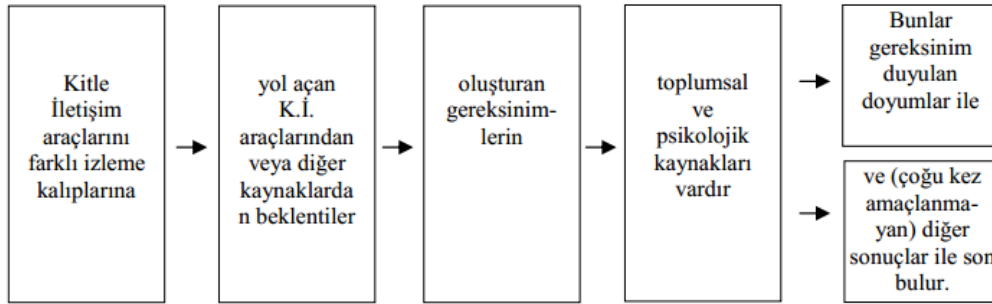 Kitle
İletişim
araçlarını
farklı izleme
kalıplarına
yol açan
K.İ.
araçlarından
veya diğer
kaynaklarda
n beklentiler
oluşturan
gereksinim-
lerin
toplumsal
ve
psikolojik
kaynakları
vardır
Bunlar
gereksinim
duyulan
doyumlar ile
ve (çoğu kez
amaçlanma-
yan) diğer
sonuçlar ile son
bulur.